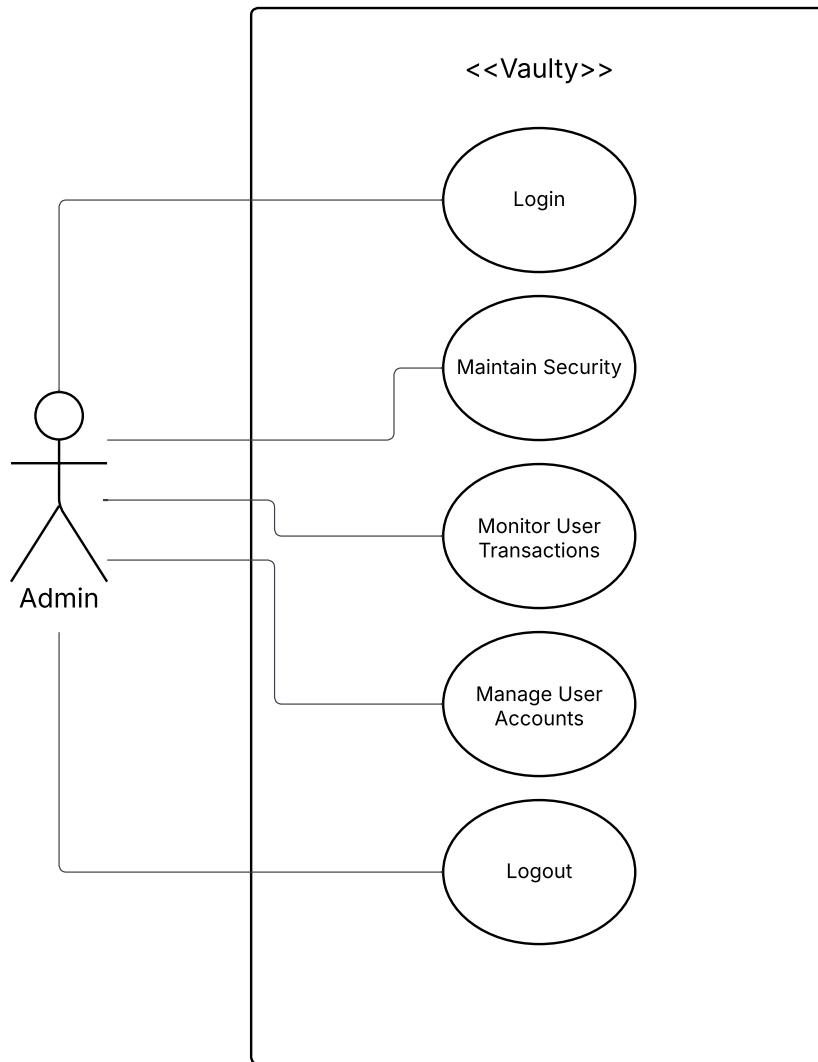 <<Vaulty>>
Login
Maintain Security
Monitor User
Transactions
Admin
Manage User
Accounts
Logout